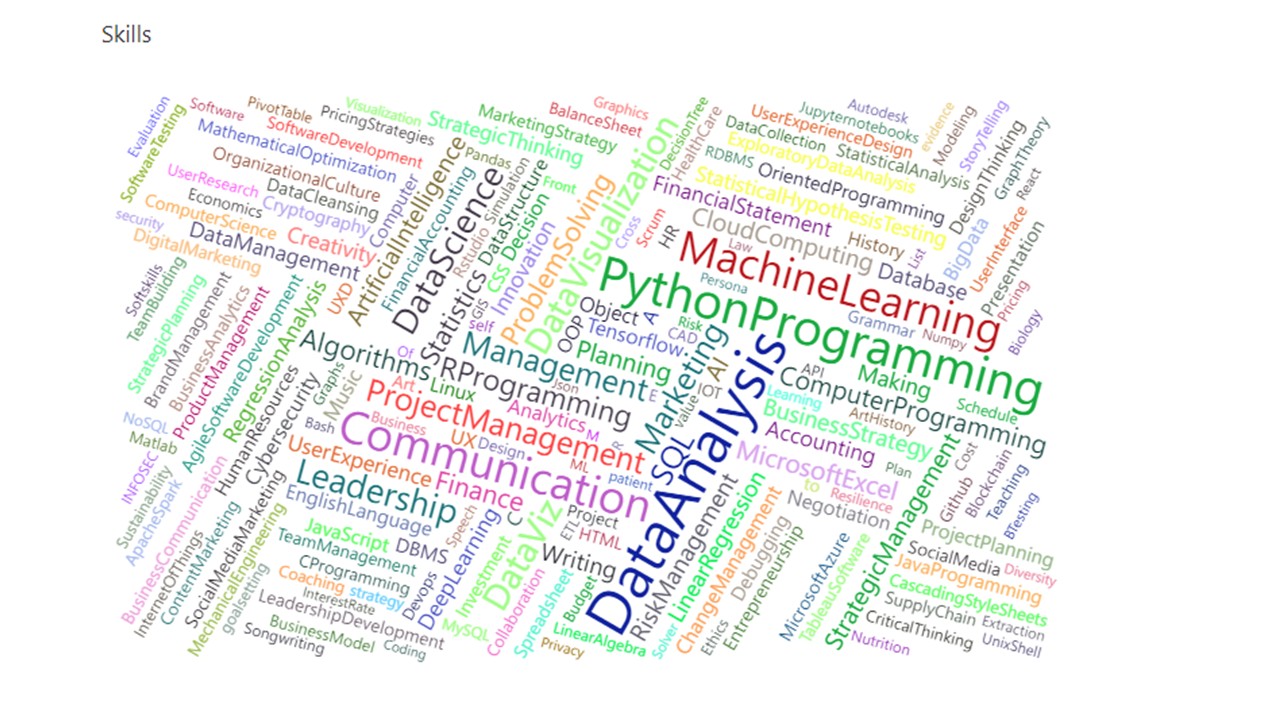 Skills
Evaluation
SoftwareTesting
Software
PivotTable
PricingStrategies
Visualization
StrategicThinking
MarketingStrategy
BalanceSheet
Graphics
DecisionTree
HealthCare
DataCollection
UserExperienceDesign
Jupyternotebooks
Autodesk
evidence
Modeling
StoryTelling
DesignThinking
GraphTheory
React
MathematicalOptimization
SoftwareDevelopment
OrganizationalCulture
UserResearch
DataCleansing
Economics
Cryptography
Computer
ArtificialIntelligence
Pandas
FinancialAccounting
DataScience
Simulation
Rstudio
DataStructure
Front
Decision
CSS
Innovation
ProblemSolving
DataVisualization
Cross
Scrum
HR
RDBMS
ExploratoryDataAnalysis
StatisticalAnalysis
OrientedProgramming
StatisticalHypothesisTesting
FinancialStatement
CloudComputing
History
List
Law
Database
BigData
UserInterface
Presentation
Pricing
Biology
security
ComputerScience
DigitalMarketing
DataManagement
Creativity
UXD
Softskills
TeamBuilding
StrategicPlanning
BrandManagement
BusinessAnalytics
ProductManagement
AgileSoftwareDevelopment
RegressionAnalysis
Statistics
GIS
self
MachineLearning
PythonProgramming
Persona
Grammar
Numpy
Object
A
OOP
Tensorflow
Risk
CAD
Planning
Management
Algorithms
Of
RProgramming
Json
E
Marketing
AI
IOT
value
DataAnalysis
API
ComputerProgramming
Making
Schedule
Learning
BusinessStrategy
ArtHistory
Accounting
Plan
MicrosoftExcel
to
Resilience
Negotiation
Cost
Github
Blockchain
Teaching
BTesting
NoSQL
Matlab
INFOSEC
Sustainability
ApacheSpark
HumanResources
Cybersecurity
Graphs
Music
Bash
Art
Linux
ProjectManagement
Analytics
M
Business
UX
Design
R
Communication
ML
patient
SQL
UserExperience
Leadership
Finance
EnglishLanguage
Speech
C
Project
ETL
HTML
DataViz
Writing
JavaScript
DBMS
TeamManagement
CProgramming
Coaching
strategy
InterestRate
Devops
DeepLearning
Investment
MySQL
Collaboration
Spreadsheet
Budget
LinearAlgebra
Privacy
BusinessCommunication
InternetOfThings
ContentMarketing
SocialMediaMarketing
MechanicalEngineering
goalsetting
LeadershipDevelopment
BusinessModel
Songwriting
Coding
RiskManagement
Solver
LinearRegression
ChangeManagement
Ethics
Debugging
Entrepreneurship
MicrosoftAzure
TableauSoftware
StrategicManagement
ProjectPlanning
SocialMedia
Diversity
JavaProgramming
CascadingStyleSheets
SupplyChain
Extraction
CriticalThinking
UnixShell
Nutrition